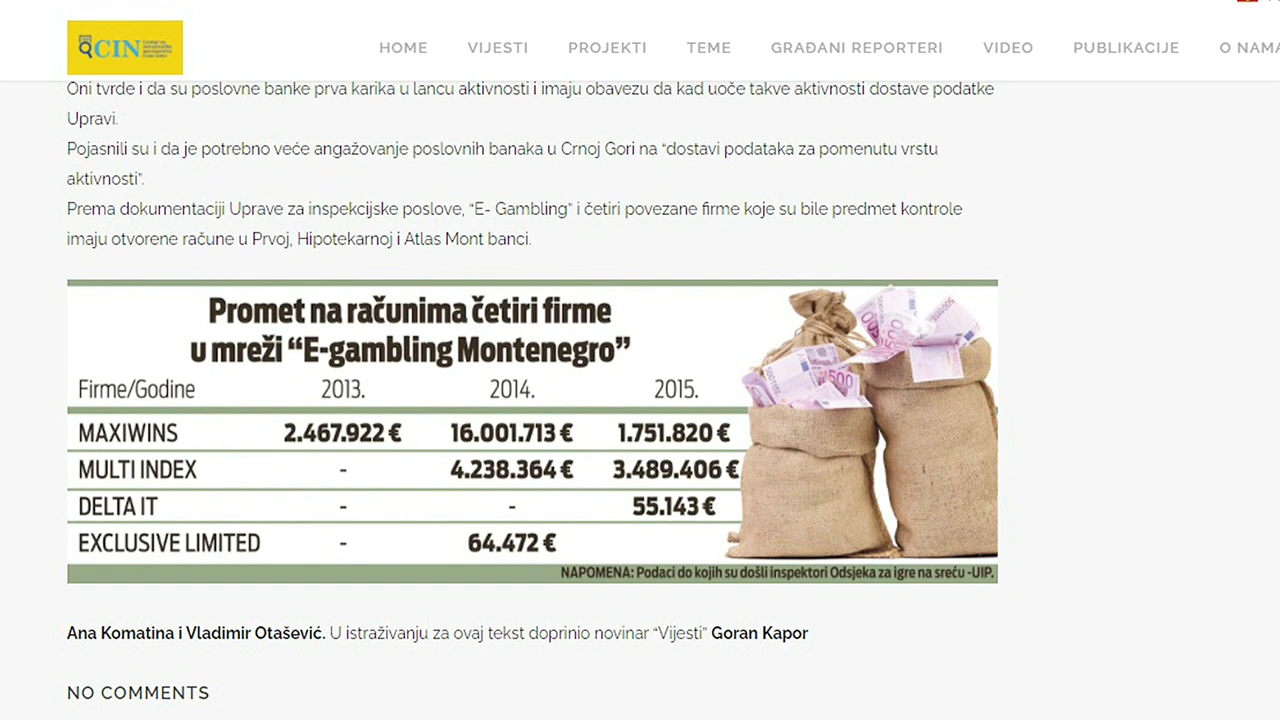 CIN
HOME VIJESTI PROJEKTI TEME GRAĐANI REPORTERI VIDEO PUBLIKACIJE O NAMA
Oni tvrde i da su poslovne banke prva karika u lancu aktivnosti i imaju obavezu da kad uoče takve aktivnosti dostave podatke
Upravi.
Pojasnili su i da je potrebno veće angažovanje poslovnih banaka u Crnoj Gori na “dostavi podataka za pomenutu vrstu
aktivnosti”.
Prema dokumentaciji Uprave za inspekcijske poslove, “E- Gambling” i četiri povezane firme koje su bile predmet kontrole
imaju otvorene račune u Prvoj, Hipotekarnoj i Atlas Mont banci.
Promet na računima četiri firme
u mreži “E-gambling Montenegro”
Firme/Godine 2013. 2014. 2015.
MAXIWINS 2.467.922 € 16.001.713 € 1.751.820 €
MULTI INDEX - 4.238.364 € 3.489.406 €
DELTA IT - - 55.143 €
EXCLUSIVE LIMITED - 64.472 €
NAPOMENA: Podaci do kojih su došli inspektori Odsjeka za igre na sreću -UIP.
Ana Komatina i Vladimir Otašević. U istraživanju za ovaj tekst doprinio novinar “Vijesti” Goran Kapor
NO COMMENTS